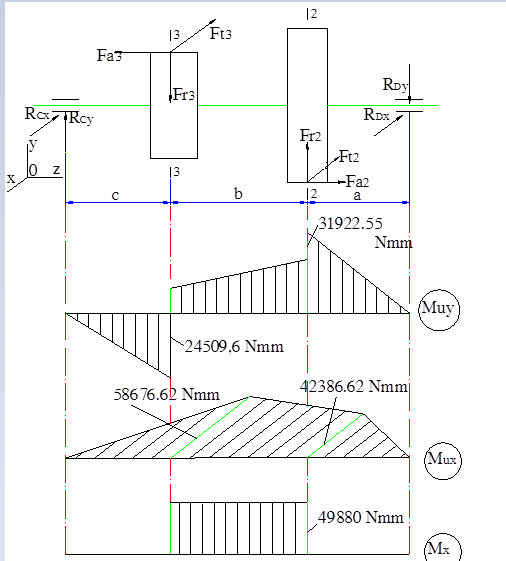 3
Ft3
2
Fa3
Fr3
RDy
RCx
RCy
RDx
Fr2
y
Ft2
x
0
z
3
2
Fa2
c
b
a
31922.55
Nmm
Muy
24509,6 Nmm
58676.62 Nmm
42386.62 Nmm
Mux
49880 Nmm
Mx